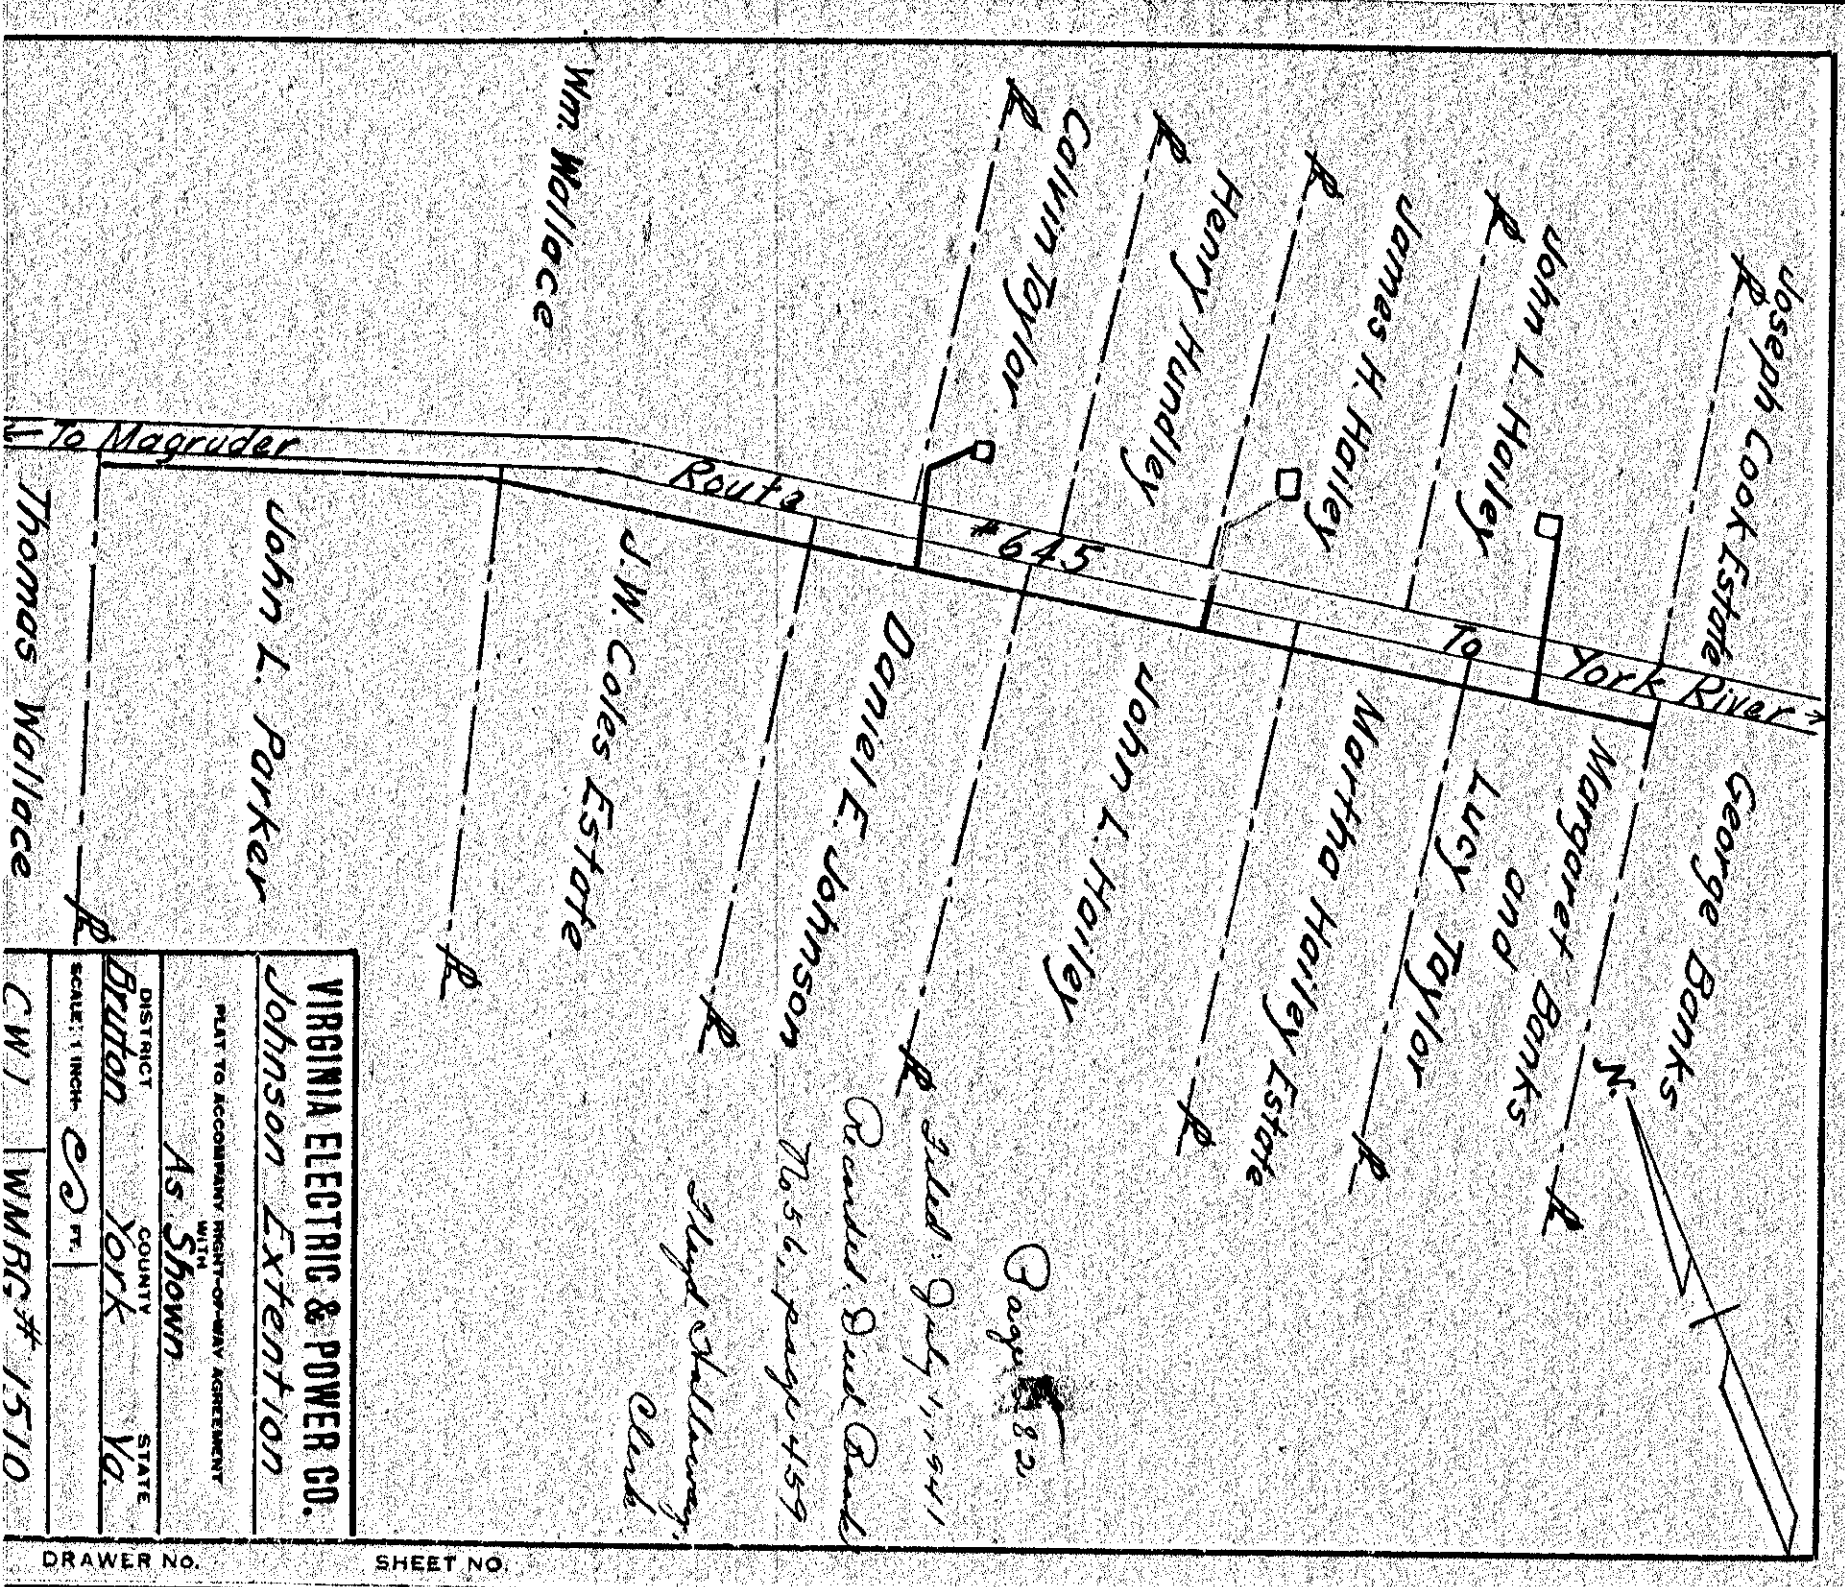 Wm. Wallace
Calvin Taylor
Henry Hundley
James H. Hailey
John L. Hailey
Joseph Cook Estate
To Magruder
Route
#645
To
York River
Thomas Wallace
John L. Parker
J.W. Coles Estate
Daniel E. Johnson
John L. Hailey
Martha Hailey Estate
Lucy Taylor
and
Margaret Banks
George Banks
N.
Page 82
Filed: July 1, 1941
Recorded: Deed Book
No 56, page 459
Floyd Hollaway,
Clerk
VIRGINIA ELECTRIC & POWER CO.
Johnson Extention
PLAT TO ACCOMPANY RIGHT-OF-WAY AGREEMENT
WITH
As Shown
DISTRICT COUNTY STATE
Bruton York Va.
SCALE: 1 INCH- FT.
CWJ WMBG# 1510
DRAWER NO.
SHEET NO.